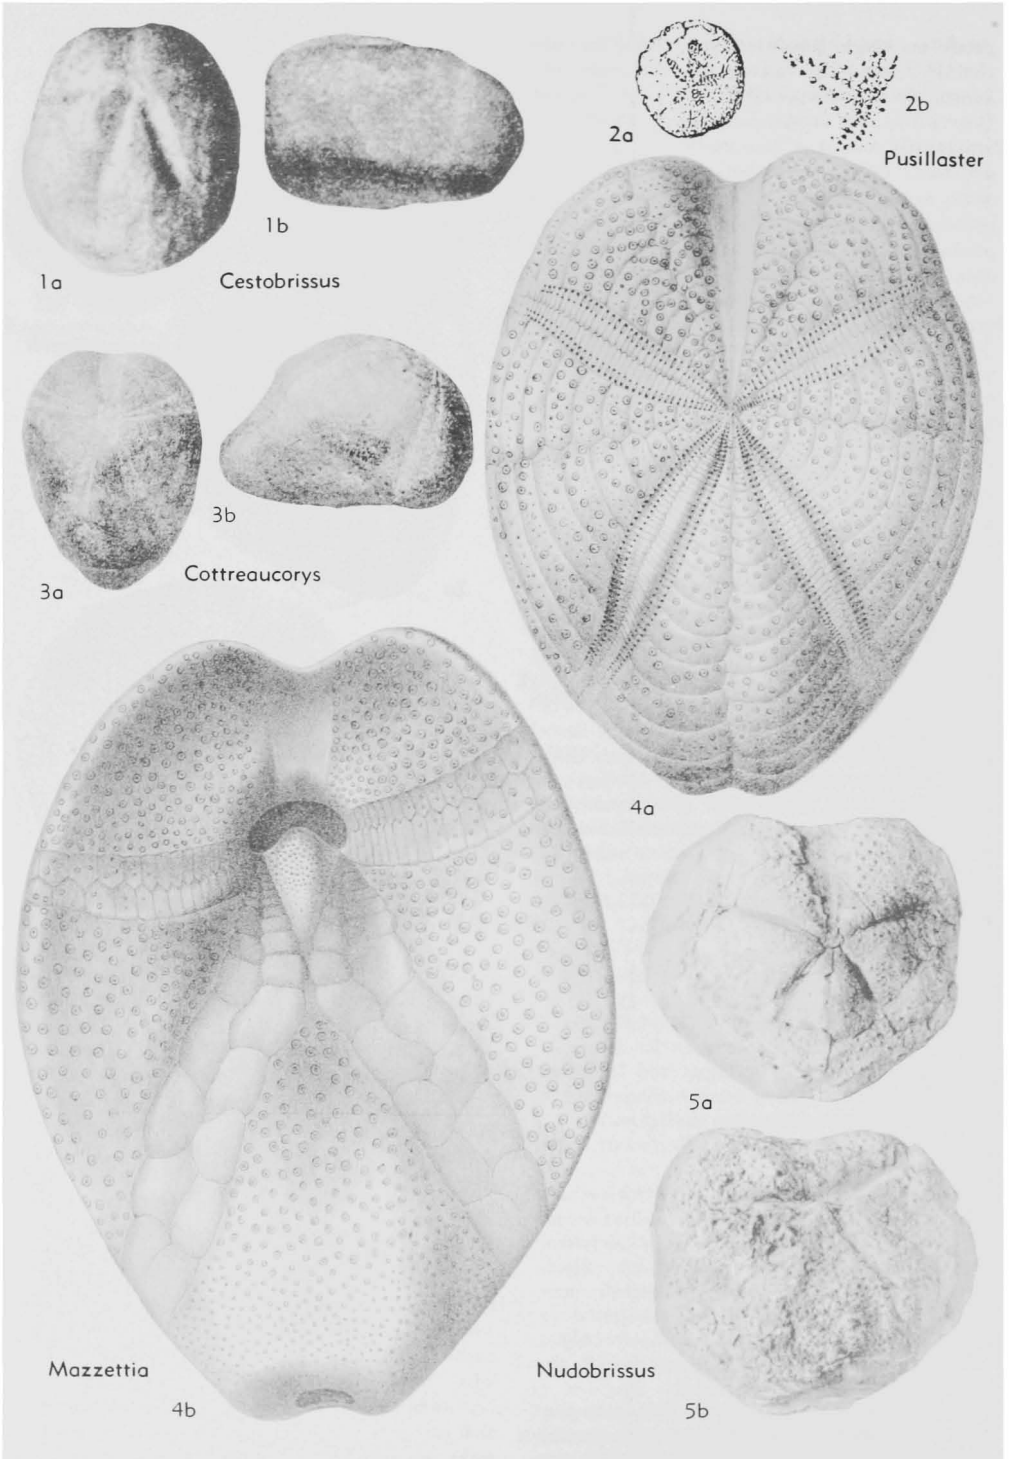 2a
2b
Pusillaster
1b
1a
Cestobrissus
3b
Cottreaucorys
3a
4a
5a
Mazzettia
Nudobrissus
4b
5b